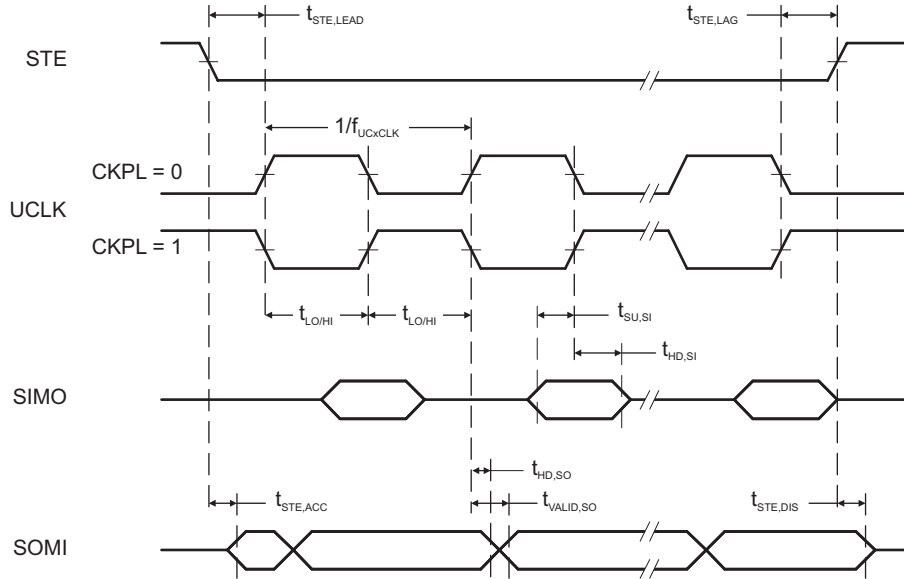 tSTE,LEAD
tSTE,LAG
STE
1/fUCxCLK
CKPL = 0
UCLK
CKPL = 1
tLO/HI
tLO/HI
tSU,SI
tHD,SI
SIMO
tHD,SO
tSTE,ACC
tVALID,SO
tSTE,DIS
SOMI